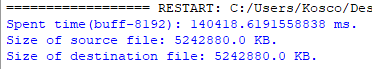 =================== RESTART: C:/Users/Kosco/Des
Spent time(buff-8192): 140418.6191558838 ms.
Size of source file: 5242880.0 KB.
Size of destination file: 5242880.0 KB.